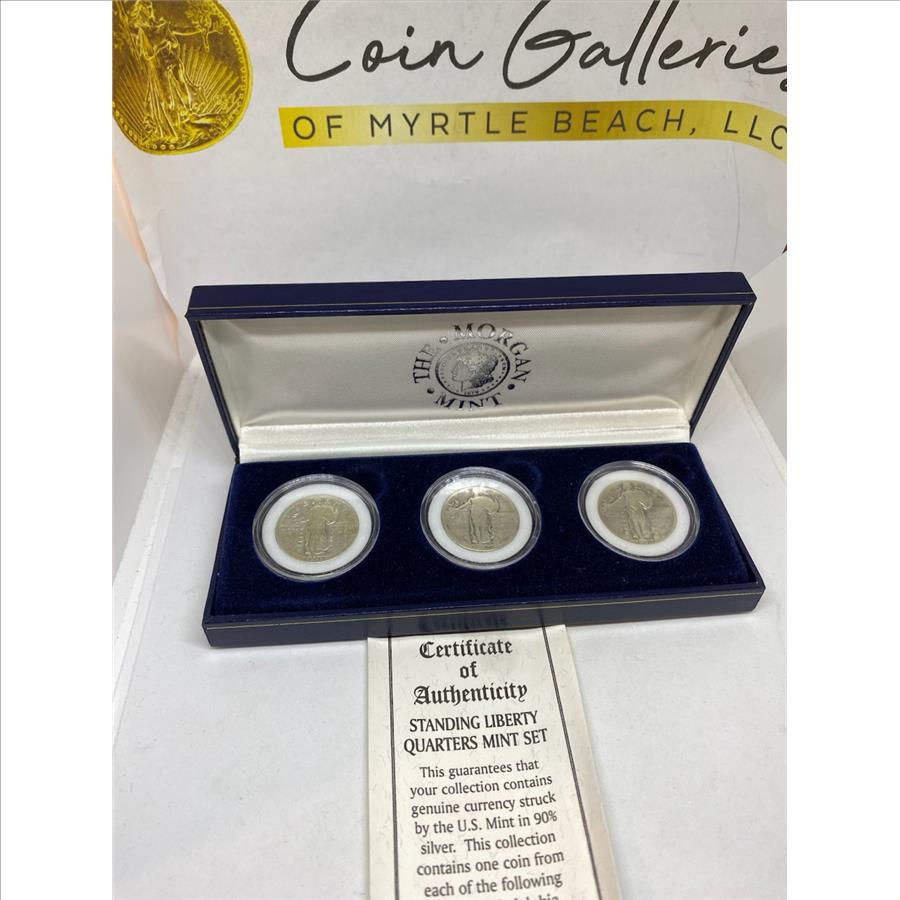 Coin Galleries
OF MYRTLE BEACH, LLC
THE MORGAN
MINT
Certificate
of
Authenticity
STANDING LIBERTY
QUARTERS MINT SET
This guarantees that
your collection contains
genuine currency struck
by the U.S. Mint in 90%
silver. This collection
contains one coin from
each of the following